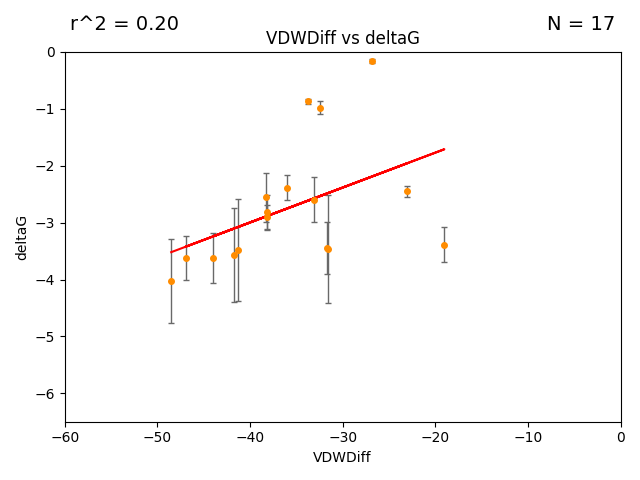 r^2 = 0.20
N = 17
VDWDiff vs deltaG
0
−1
−2
−3
−4
−5
−6
deltaG
−60 −50 −40 −30 −20 −10 0
VDWDiff